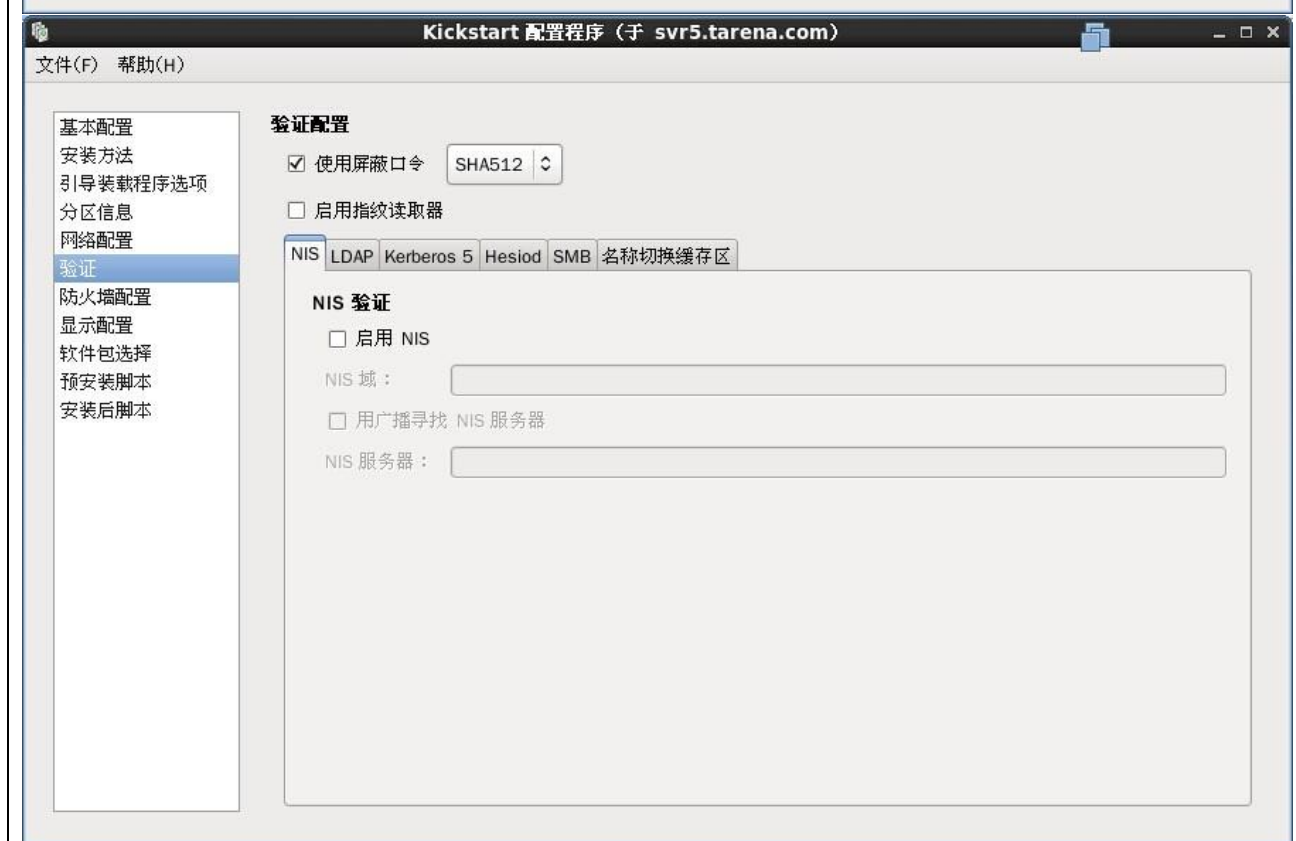 Kickstart 配置程序（于 svr5.tarena.com）
文件(F) 帮助(H)
基本配置
安装方法
引导装载程序选项
分区信息
网络配置
验证
防火墙配置
显示配置
软件包选择
预安装脚本
安装后脚本
验证配置
使用屏蔽口令 SHA512
启用指纹读取器
NIS LDAP Kerberos 5 Hesiod SMB 名称切换缓存区
NIS 验证
启用 NIS
NIS 域：
用广播寻找 NIS 服务器
NIS 服务器：